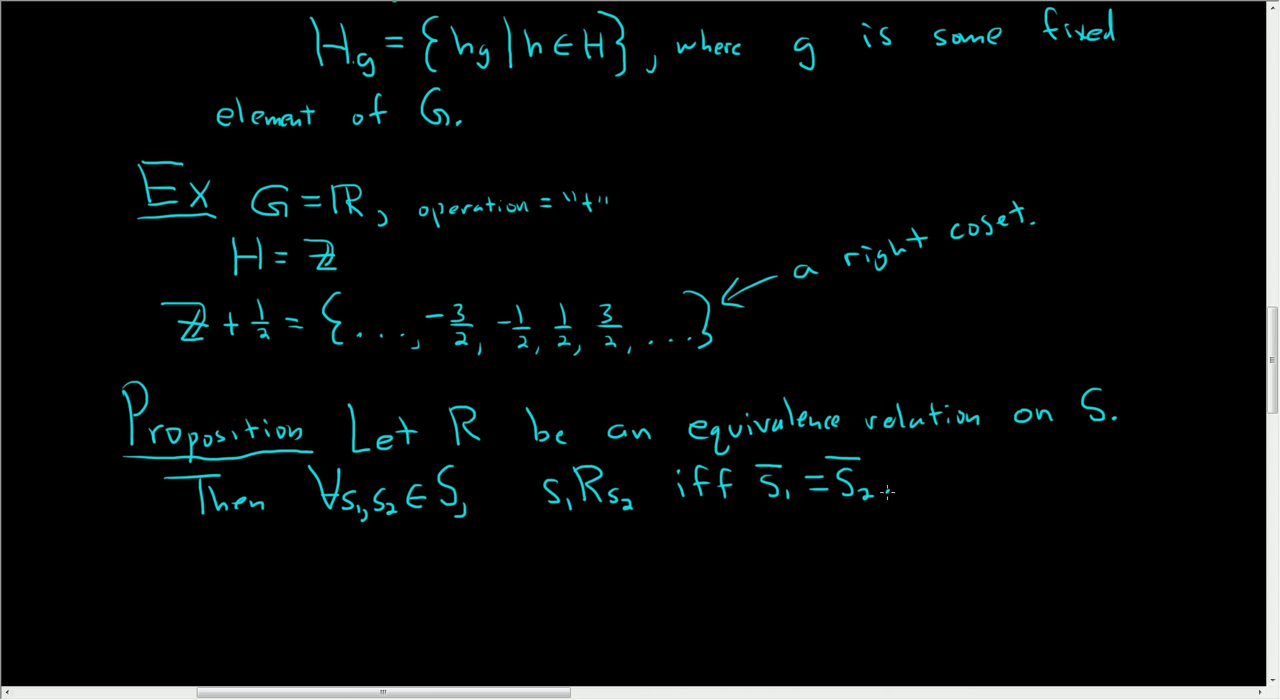 Hg = {hg | h ∈ H}, where g is some fixed
element of G.
Ex G = ℝ, operation = "+"
H = ℤ
a right coset.
ℤ + 1/2 = {..., -3/2, -1/2, 1/2, 3/2, ...}
Proposition Let R be an equivalence relation on S.
Then ∀s₁,s₂ ∈ S, s₁Rs₂ iff s̅₁ = s̅₂.